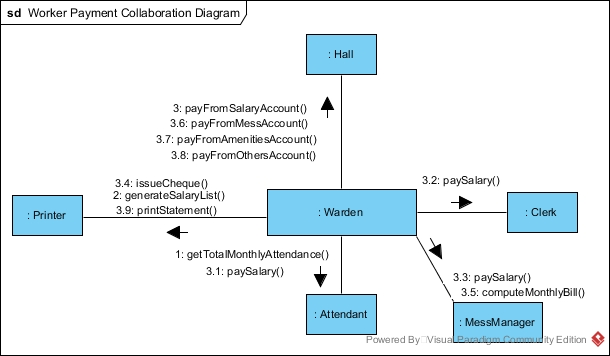 sd Worker Payment Collaboration Diagram
: Hall
3: payFromSalaryAccount()
3.6: payFromMessAccount()
3.7: payFromAmenitiesAccount()
3.8: payFromOthersAccount()
3.4: issueCheque()
2: generateSalaryList()
3.9: printStatement()
3.2: paySalary()
: Printer
: Warden
: Clerk
1: getTotalMonthlyAttendance()
3.1: paySalary()
3.3: paySalary()
3.5: computeMonthlyBill()
: Attendant
: MessManager
Powered By Visual Paradigm Community Edition